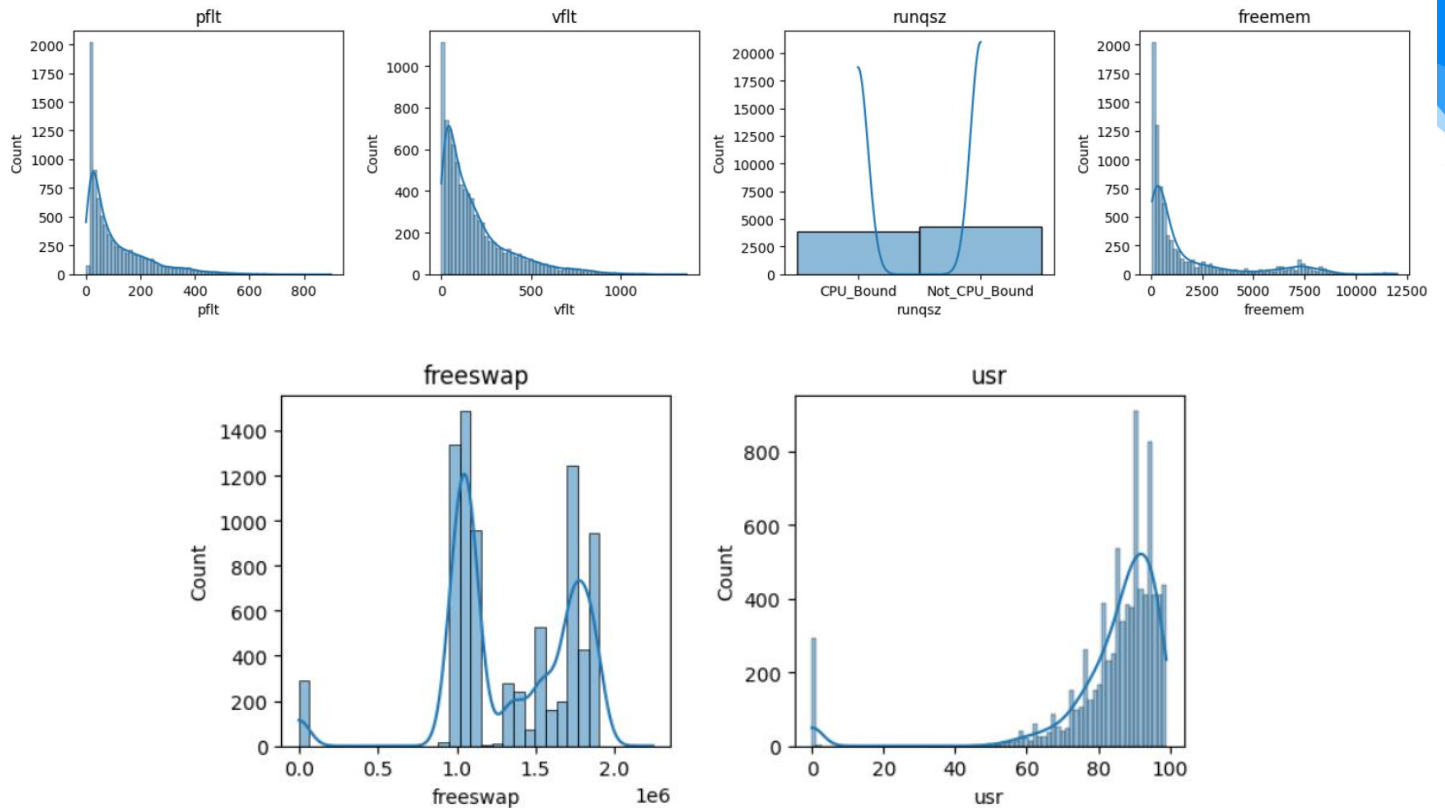 pflt
vflt
runqsz
freemem
2000
1750
1500
1250
1000
750
500
250
0
Count
0 200 400 600 800
pflt
1000
800
600
400
200
0
Count
0 500 1000
vflt
20000
17500
15000
12500
10000
7500
5000
2500
0
Count
CPU_Bound Not_CPU_Bound
runqsz
2000
1750
1500
1250
1000
750
500
250
0
Count
0 2500 5000 7500 10000 12500
freemem
freeswap
1400
1200
1000
800
600
400
200
0
Count
0.0 0.5 1.0 1.5 2.0
freeswap
1e6
usr
800
600
400
200
0
Count
0 20 40 60 80 100
usr